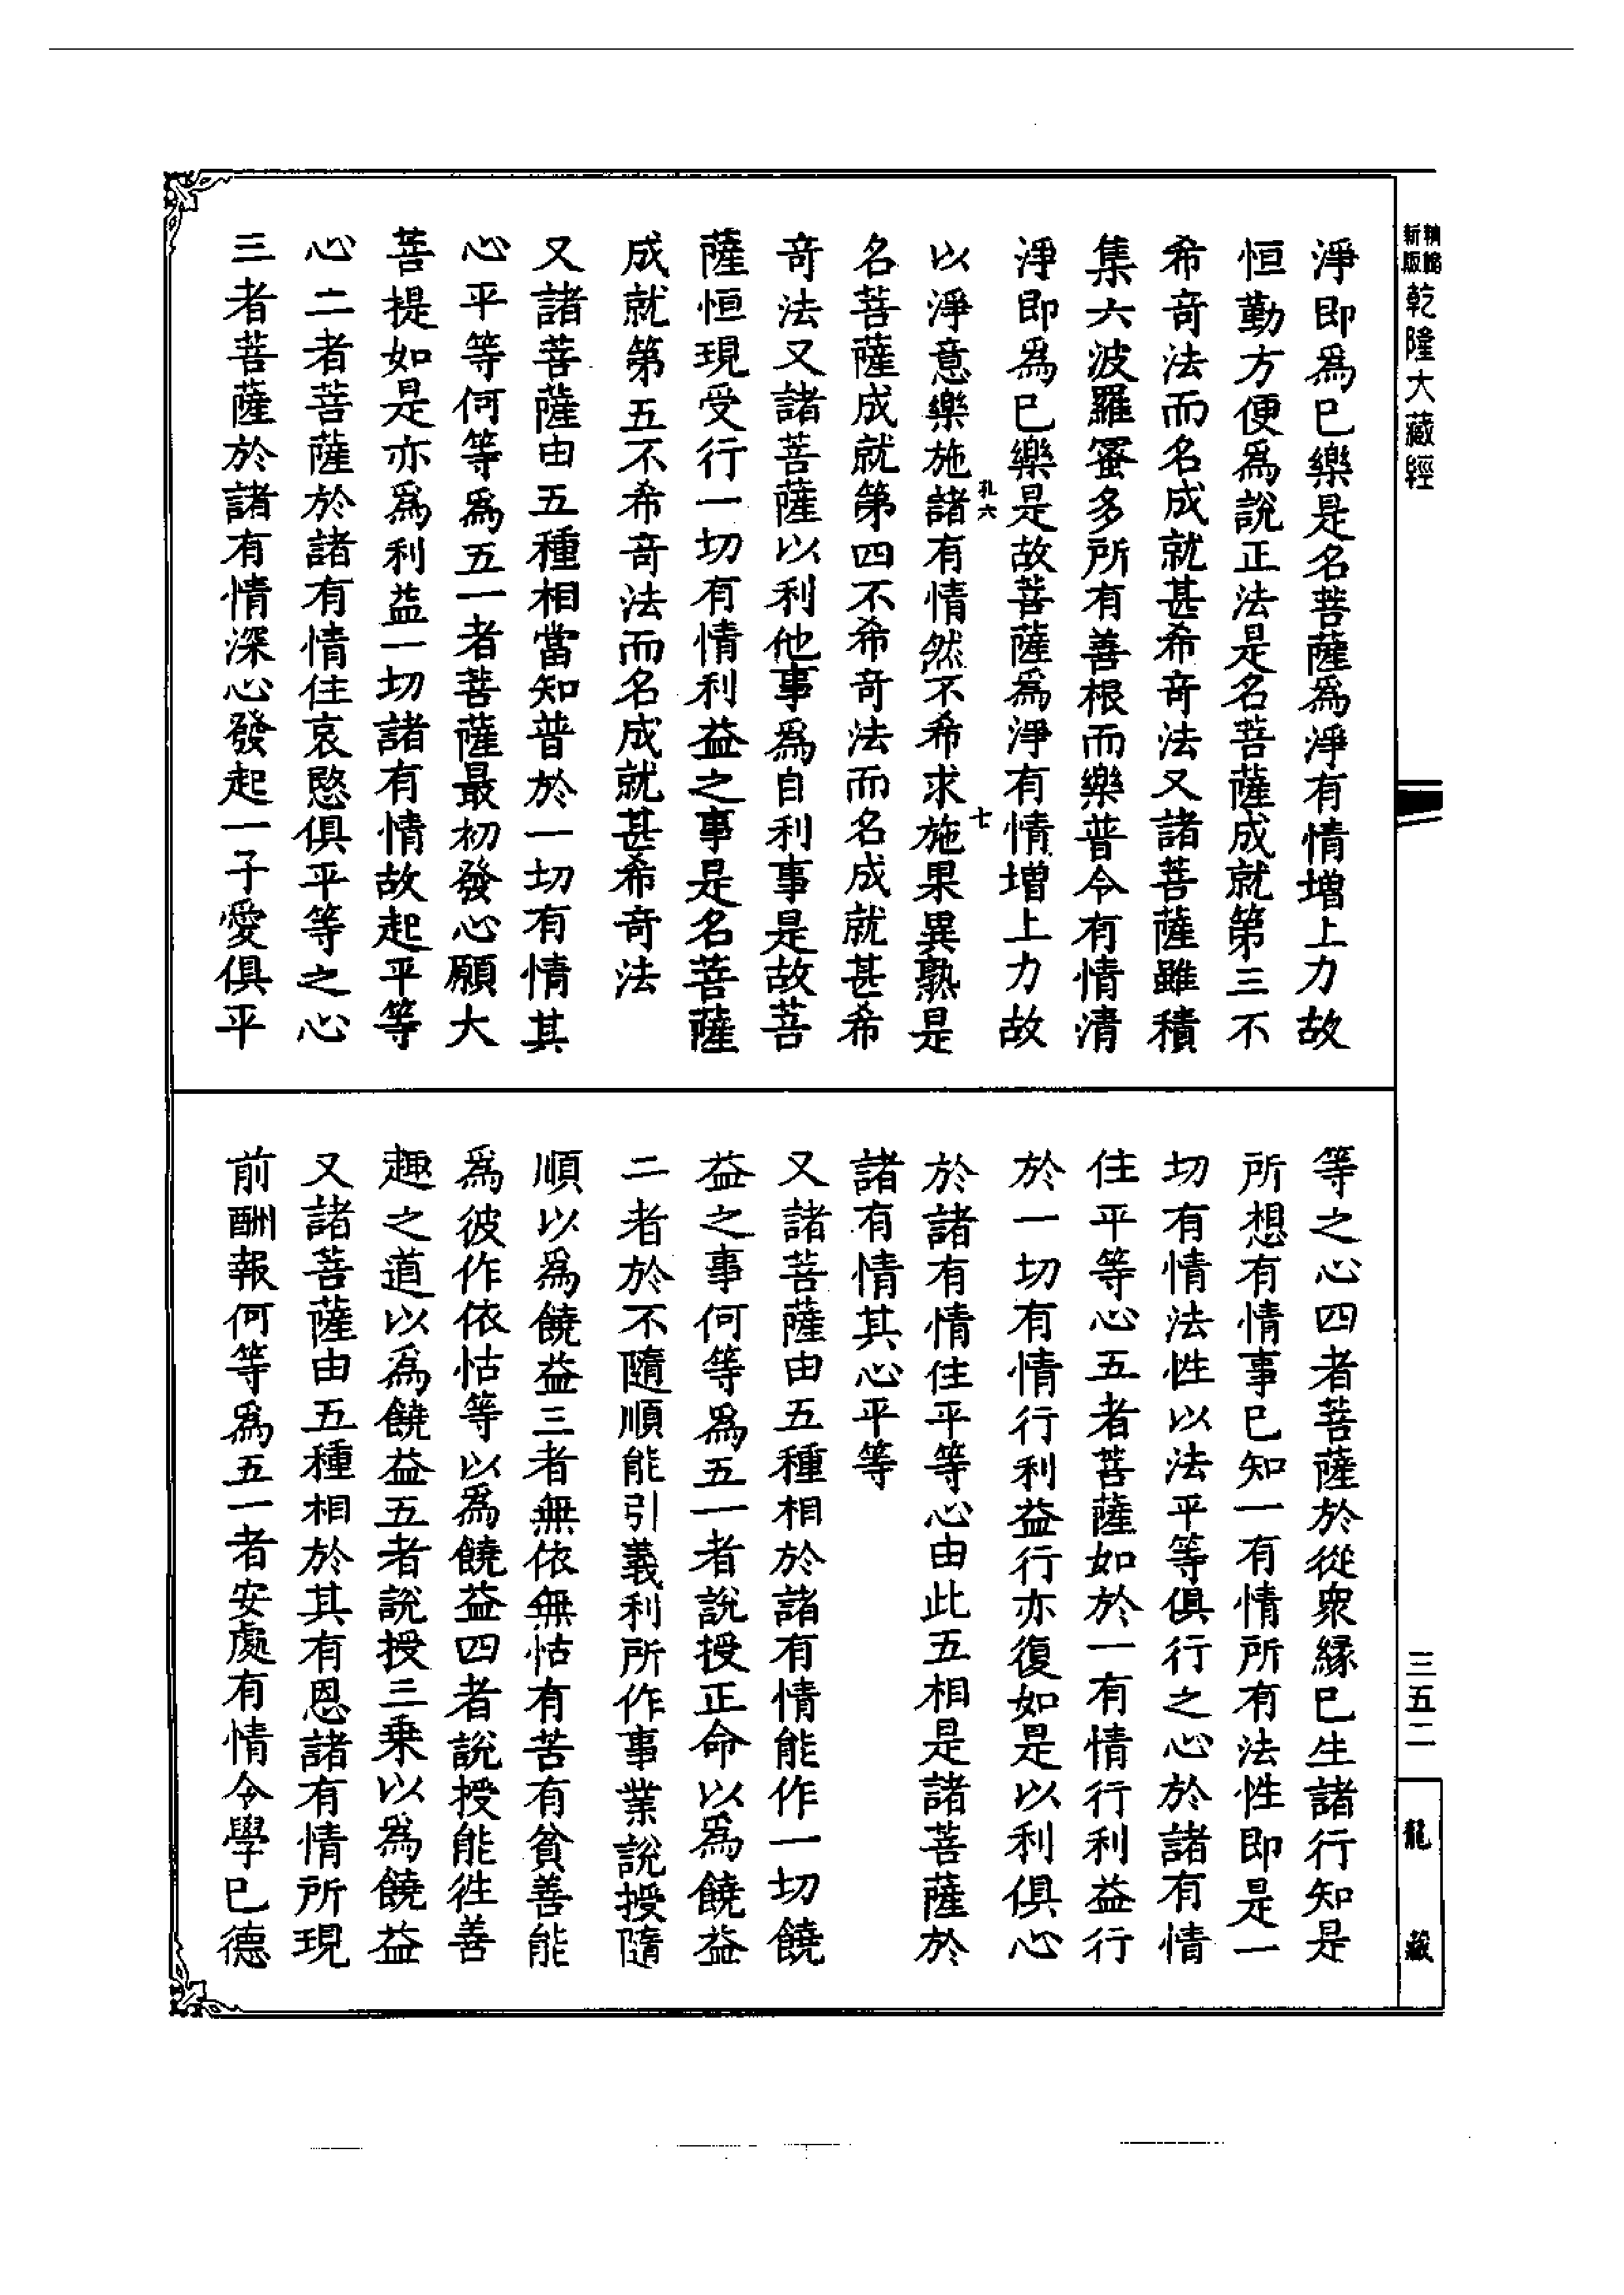 精縮
新版
乾隆大藏經
三五二
龍藏
淨即爲已樂是名菩薩爲淨有情增上力故
恒勤方便爲說正法是名菩薩成就第三不
希奇法而名成就甚希奇法又諸菩薩雖積
集六波羅蜜多所有善根而樂普令有情清
淨即爲已樂是故菩薩爲淨有情增上力故
孔六
七
以淨意樂施諸有情然不希求施果異熟是
名菩薩成就第四不希奇法而名成就甚希
奇法又諸菩薩以利他事爲自利事是故菩
薩恒現受行一切有情利益之事是名菩薩
成就第五不希奇法而名成就甚希奇法
又諸菩薩由五種相當知普於一切有情其
心平等何等爲五一者菩薩最初發心願大
菩提如是亦爲利益一切諸有情故起平等
心二者菩薩於諸有情住哀愍俱平等之心
三者菩薩於諸有情深心發起一子愛俱平
等之心四者菩薩於從衆緣已生諸行知是
所想有情事已知一有情所有法性即是一
切有情法性以法平等俱行之心於諸有情
住平等心五者菩薩如於一有情行利益行
於一切有情行利益行亦復如是以利俱心
於諸有情住平等心由此五相是諸菩薩於
諸有情其心平等
又諸菩薩由五種相於諸有情能作一切饒
益之事何等爲五一者說授正命以爲饒益
二者於不隨順能引義利所作事業說授隨
順以爲饒益三者無依無怙有苦有貧善能
爲彼作依怙等以爲饒益四者說授能徃善
趣之道以爲饒益五者說授三乗以爲饒益
又諸菩薩由五種相於其有恩諸有情所現
前酬報何等爲五一者安處有情令學已德